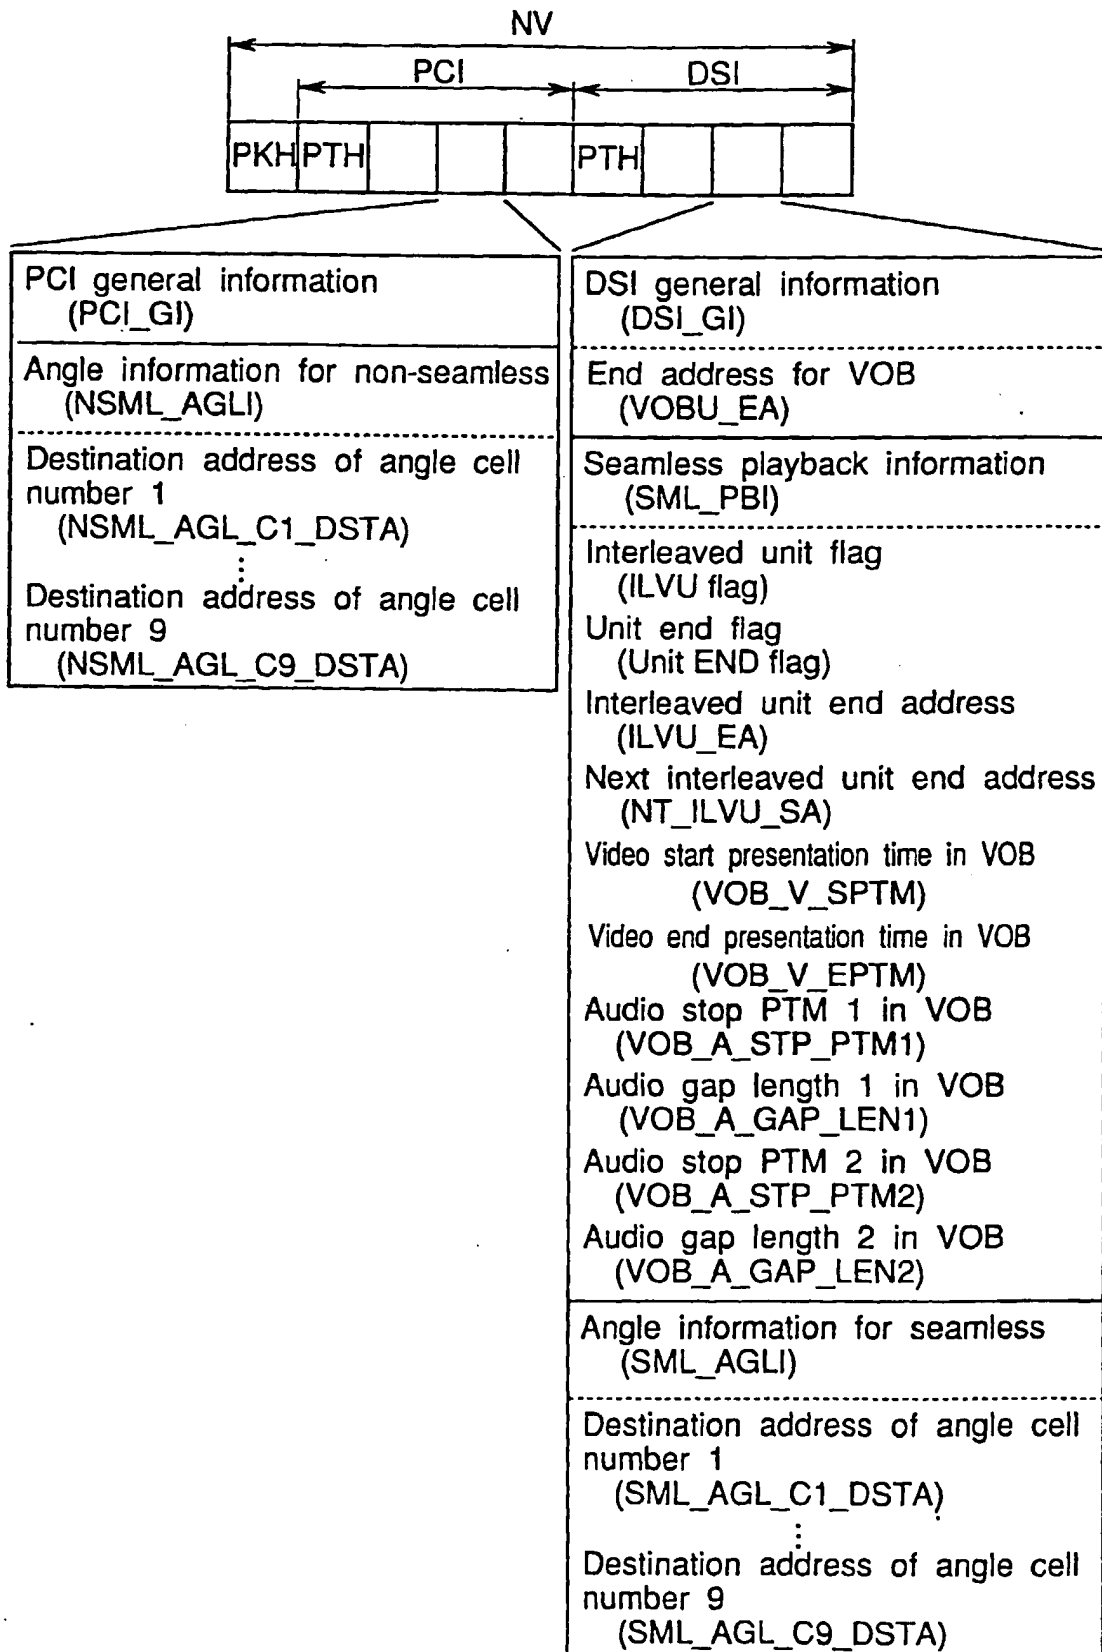 NV
PCI
DSI
PKH PTH PTH
PCI general information
(PCI_GI)
Angle information for non-seamless
(NSML_AGLI)
Destination address of angle cell
number 1
(NSML_AGL_C1_DSTA)
⋮
Destination address of angle cell
number 9
(NSML_AGL_C9_DSTA)
DSI general information
(DSI_GI)
End address for VOB
(VOBU_EA)
Seamless playback information
(SML_PBI)
Interleaved unit flag
(ILVU flag)
Unit end flag
(Unit END flag)
Interleaved unit end address
(ILVU_EA)
Next interleaved unit end address
(NT_ILVU_SA)
Video start presentation time in VOB
(VOB_V_SPTM)
Video end presentation time in VOB
(VOB_V_EPTM)
Audio stop PTM 1 in VOB
(VOB_A_STP_PTM1)
Audio gap length 1 in VOB
(VOB_A_GAP_LEN1)
Audio stop PTM 2 in VOB
(VOB_A_STP_PTM2)
Audio gap length 2 in VOB
(VOB_A_GAP_LEN2)
Angle information for seamless
(SML_AGLI)
Destination address of angle cell
number 1
(SML_AGL_C1_DSTA)
⋮
Destination address of angle cell
number 9
(SML_AGL_C9_DSTA)